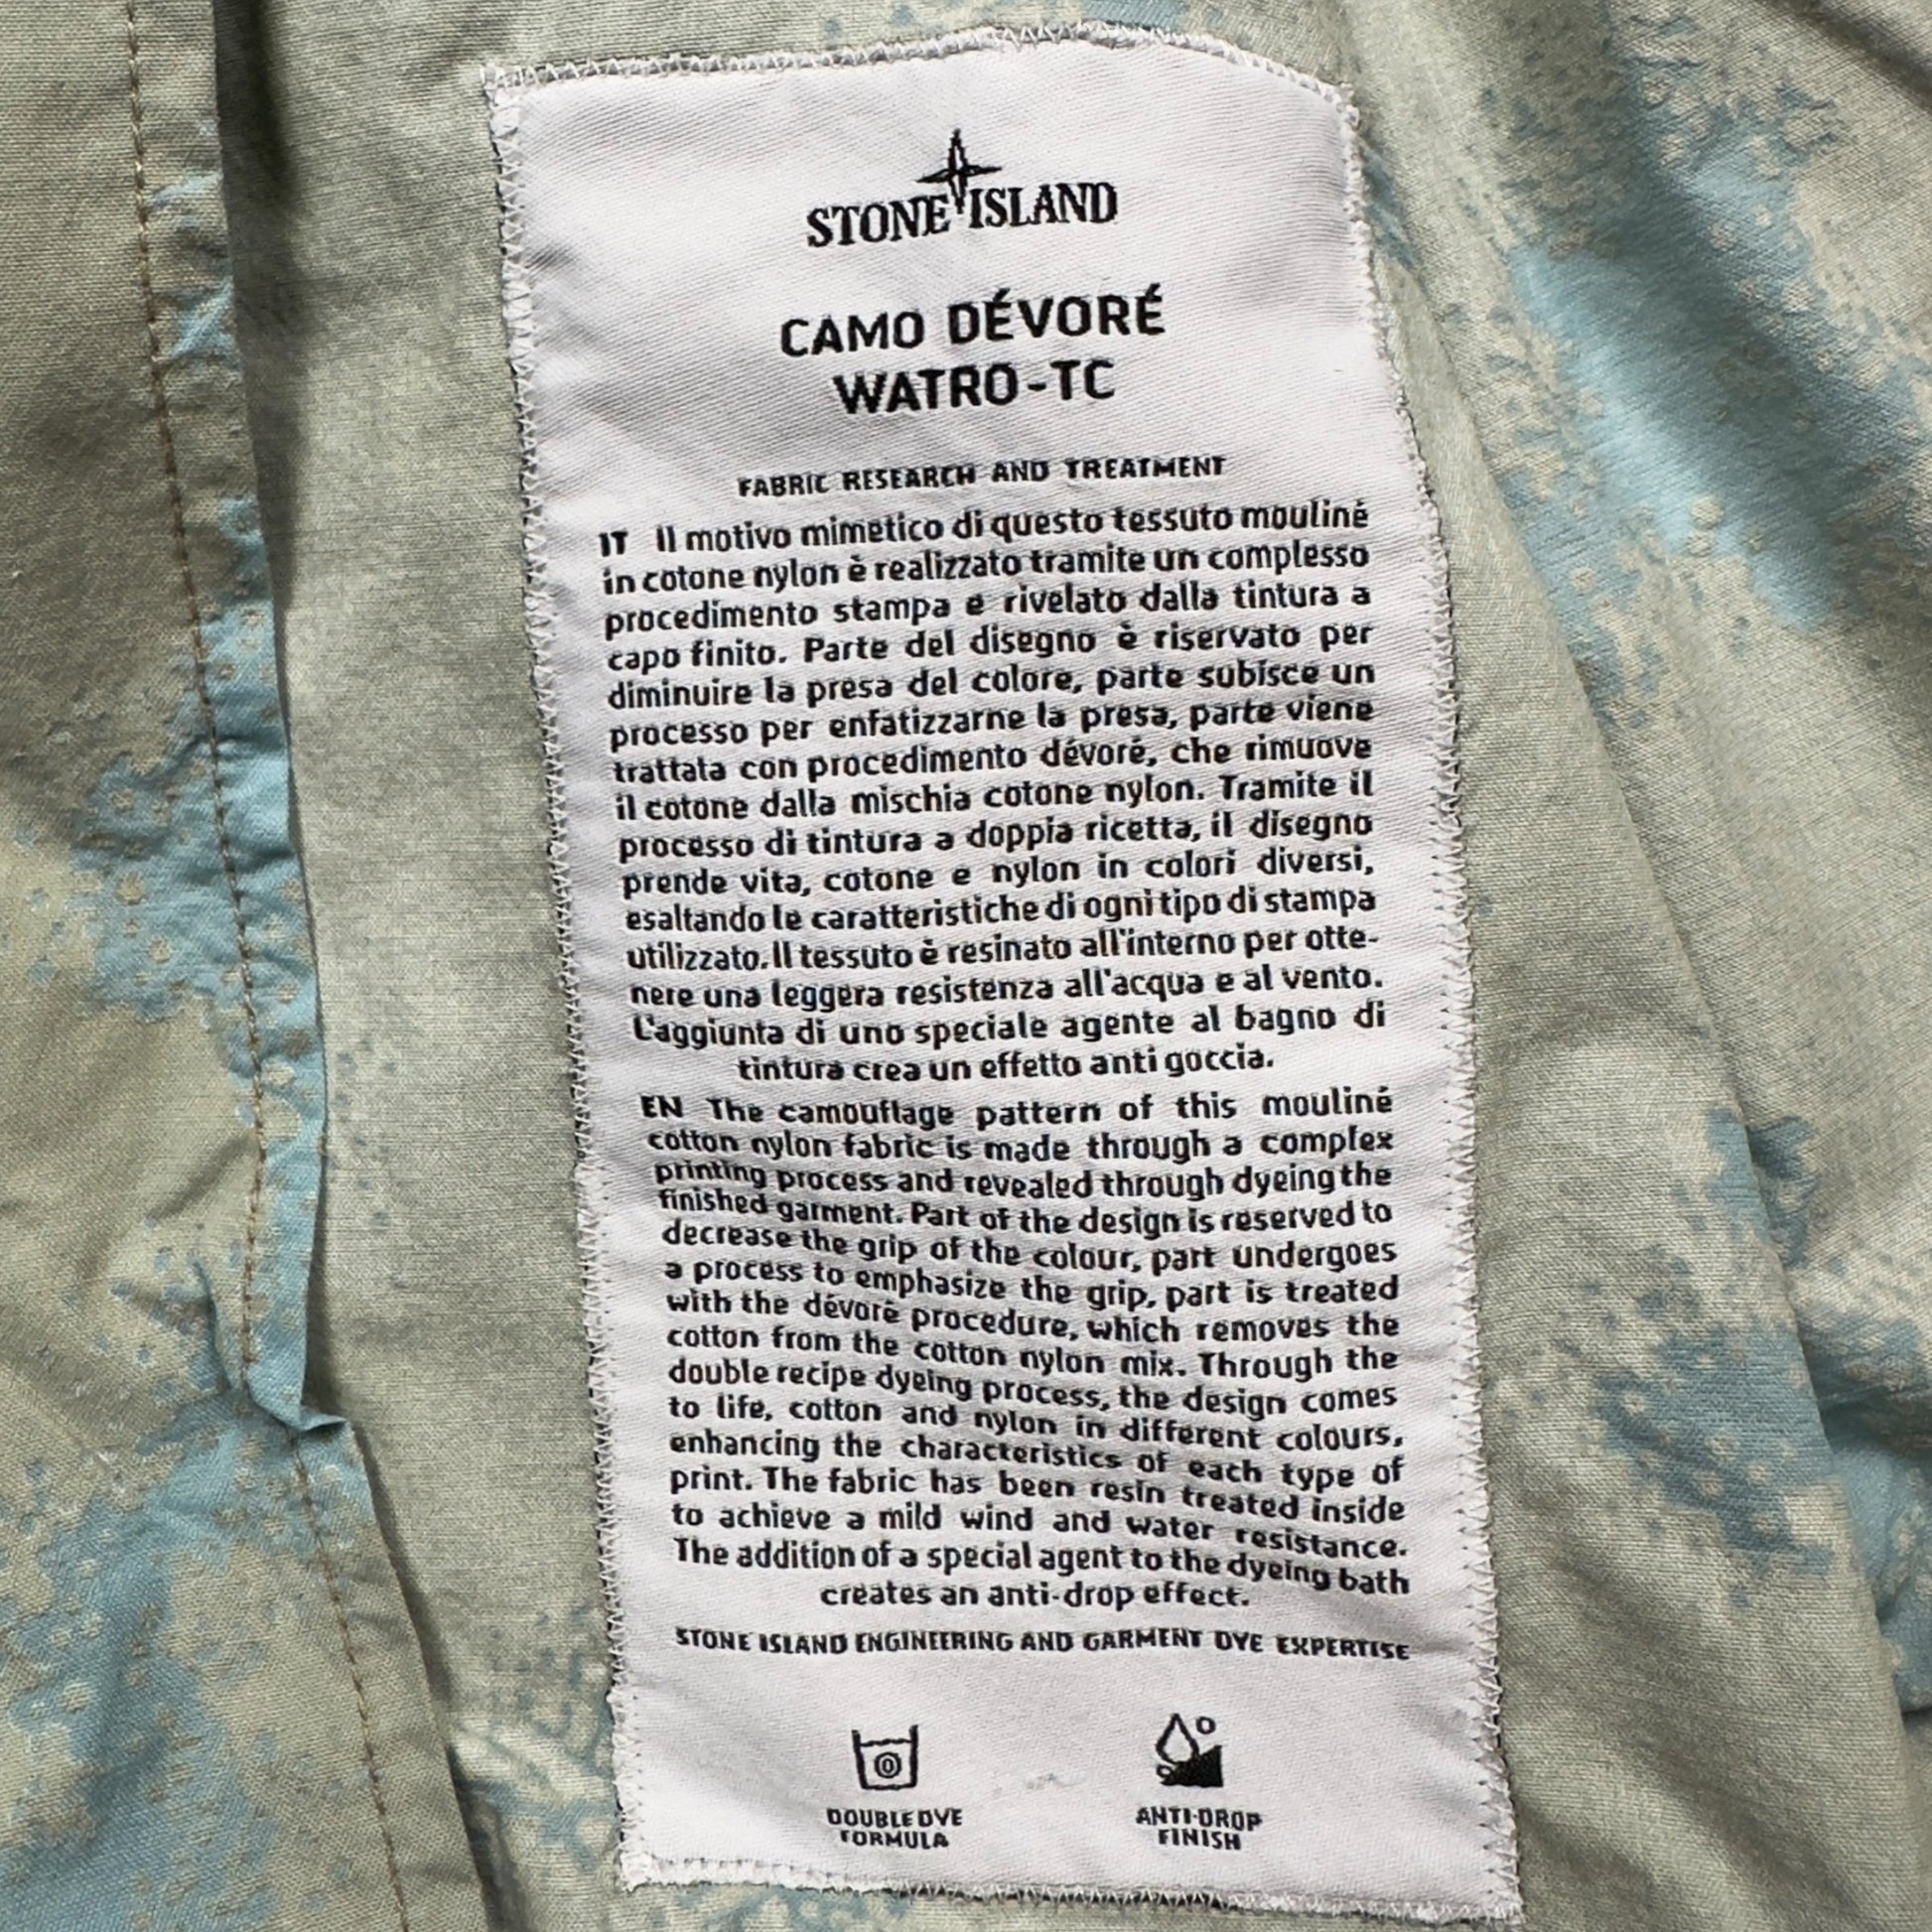 STONE ISLAND
CAMO DÉVORÉ
WATRO-TC
FABRIC RESEARCH AND TREATMENT
IT Il motivo mimetico di questo tessuto mouliné
in cotone nylon è realizzato tramite un complesso
procedimento stampa e rivelato dalla tintura a
capo finito. Parte del disegno è riservato per
diminuire la presa del colore, parte subisce un
processo per enfatizzarne la presa, parte viene
trattata con procedimento dévoré, che rimuove
il cotone dalla mischia cotone nylon. Tramite il
processo di tintura a doppia ricetta, il disegno
prende vita, cotone e nylon in colori diversi,
esaltando le caratteristiche di ogni tipo di stampa
utilizzato. Il tessuto è resinato all'interno per otte-
nere una leggera resistenza all'acqua e al vento.
L'aggiunta di uno speciale agente al bagno di
tintura crea un effetto anti goccia.
EN The camouflage pattern of this mouliné
cotton nylon fabric is made through a complex
printing process and revealed through dyeing the
finished garment. Part of the design is reserved to
decrease the grip of the colour, part undergoes
a process to emphasize the grip, part is treated
with the dévoré procedure, which removes the
cotton from the cotton nylon mix. Through the
double recipe dyeing process, the design comes
to life, cotton and nylon in different colours,
enhancing the characteristics of each type of
print. The fabric has been resin treated inside
to achieve a mild wind and water resistance.
The addition of a special agent to the dyeing bath
creates an anti-drop effect.
STONE ISLAND ENGINEERING AND GARMENT DYE EXPERTISE
DOUBLE DYE
FORMULA
ANTI-DROP
FINISH